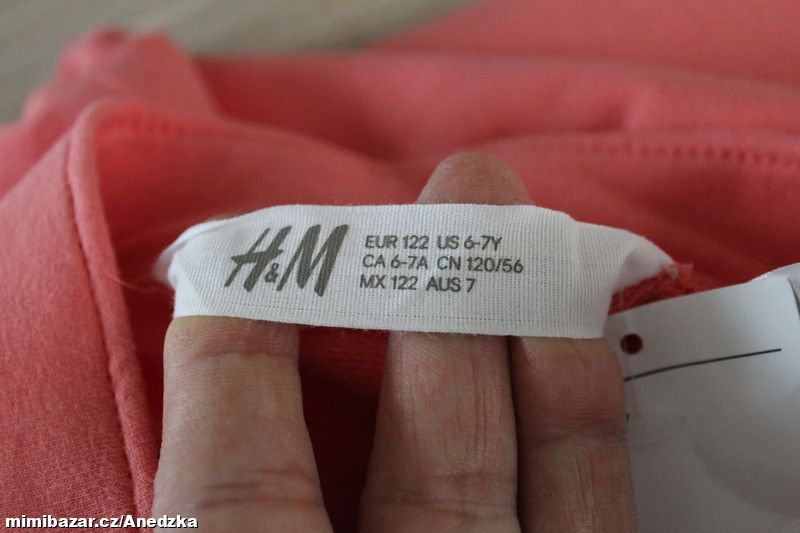 H&M
EUR 122 US 6-7Y
CA 6-7A CN 120/56
MX 122 AUS 7
mimibazar.cz/Anedzka